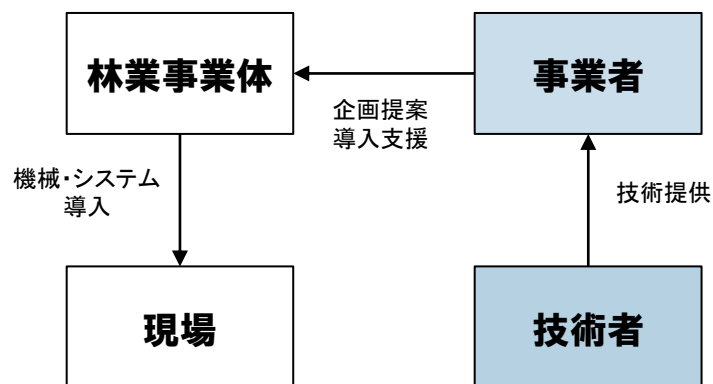 林業事業体
事業者
企画提案
導入支援
機械・システム
導入
技術提供
現場
技術者